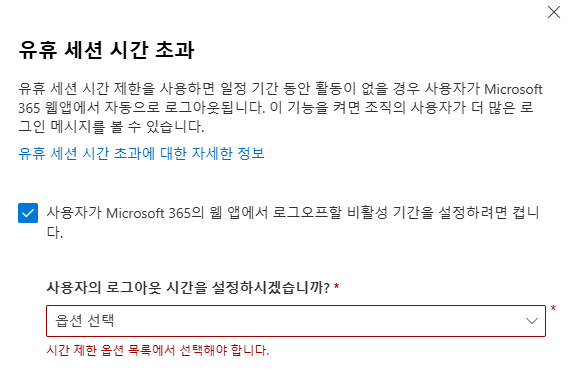 유휴 세션 시간 초과
유휴 세션 시간 제한을 사용하면 일정 기간 동안 활동이 없을 경우 사용자가 Microsoft
365 웹앱에서 자동으로 로그아웃됩니다. 이 기능을 켜면 조직의 사용자가 더 많은 로
그인 메시지를 볼 수 있습니다.
유휴 세션 시간 초과에 대한 자세한 정보
사용자가 Microsoft 365의 웹 앱에서 로그오프할 비활성 기간을 설정하려면 켭니
다.
사용자의 로그아웃 시간을 설정하시겠습니까? *
옵션 선택 *
시간 제한 옵션 목록에서 선택해야 합니다.